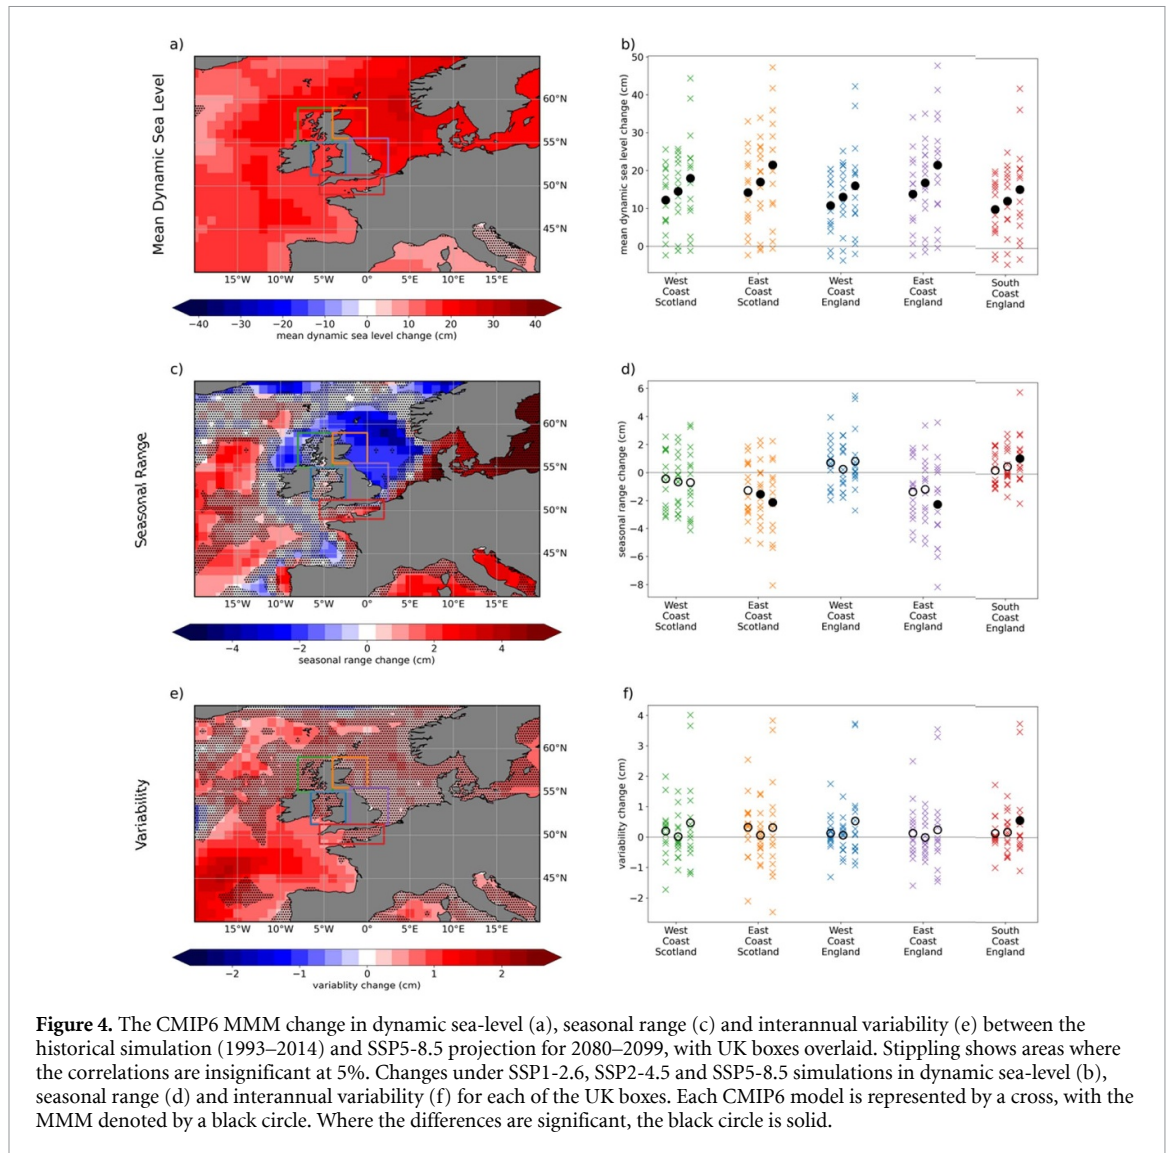 a)
Mean Dynamic Sea Level
60°N
55°N
50°N
45°N
15°W 10°W 5°W 0° 5°E 10°E 15°E
−40 −30 −20 −10 0 10 20 30 40
mean dynamic sea level change (cm)
b)
mean dynamic sea level change (cm)
50
40
30
20
10
0
West Coast Scotland
East Coast Scotland
West Coast England
East Coast England
South Coast England
c)
Seasonal Range
60°N
55°N
50°N
45°N
15°W 10°W 5°W 0° 5°E 10°E 15°E
−4 −2 0 2 4
seasonal range change (cm)
d)
seasonal range change (cm)
6
4
2
0
−2
−4
−6
−8
West Coast Scotland
East Coast Scotland
West Coast England
East Coast England
South Coast England
e)
Variability
60°N
55°N
50°N
45°N
15°W 10°W 5°W 0° 5°E 10°E 15°E
−2 −1 0 1 2
variablity change (cm)
f)
variability change (cm)
4
3
2
1
0
−1
−2
West Coast Scotland
East Coast Scotland
West Coast England
East Coast England
South Coast England
Figure 4. The CMIP6 MMM change in dynamic sea-level (a), seasonal range (c) and interannual variability (e) between the
historical simulation (1993–2014) and SSP5-8.5 projection for 2080–2099, with UK boxes overlaid. Stippling shows areas where
the correlations are insignificant at 5%. Changes under SSP1-2.6, SSP2-4.5 and SSP5-8.5 simulations in dynamic sea-level (b),
seasonal range (d) and interannual variability (f) for each of the UK boxes. Each CMIP6 model is represented by a cross, with the
MMM denoted by a black circle. Where the differences are significant, the black circle is solid.